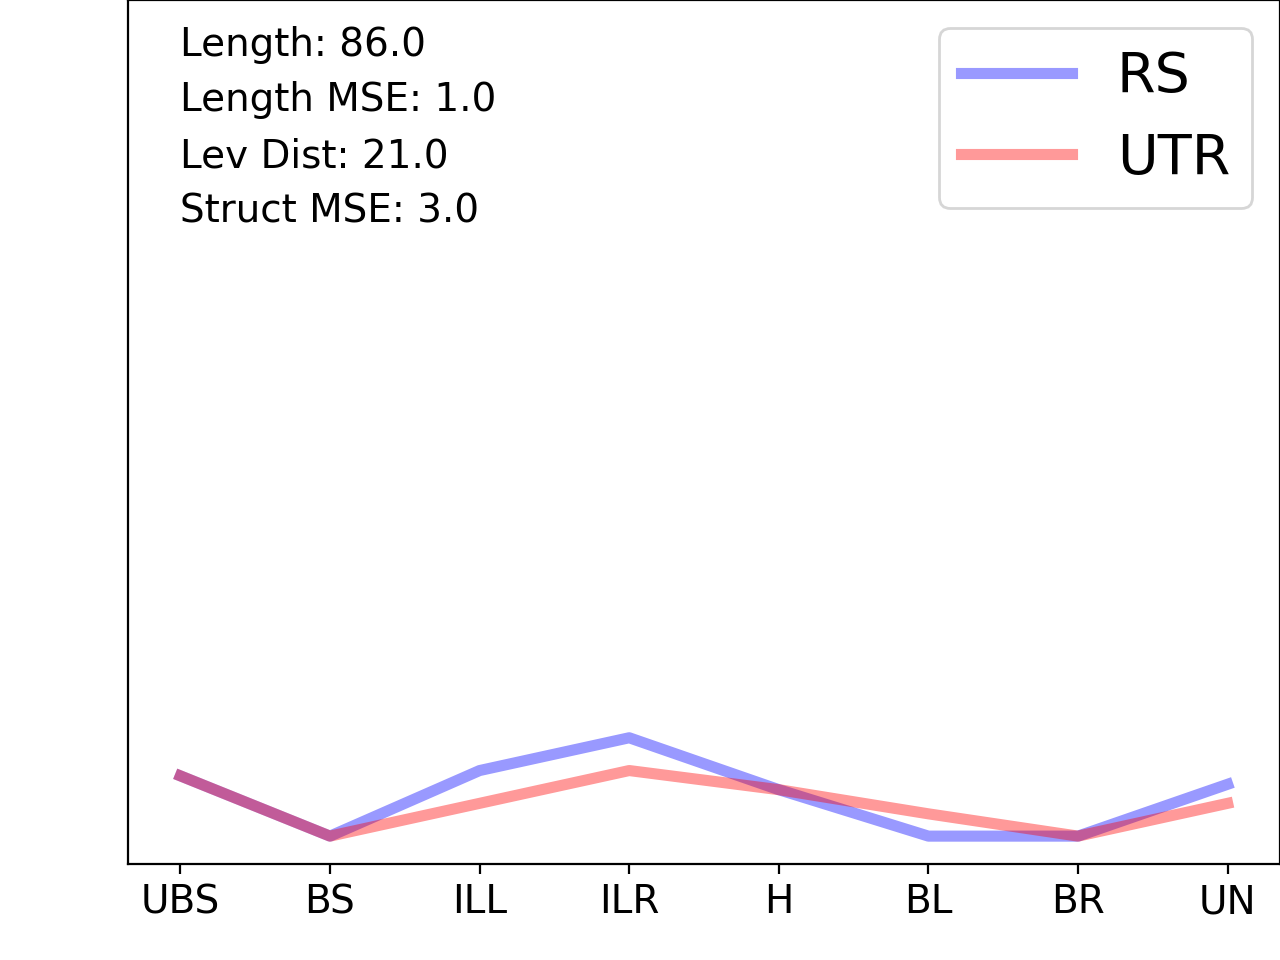 Length: 86.0
Length MSE: 1.0
Lev Dist: 21.0
Struct MSE: 3.0
RS
UTR
UBS BS ILL ILR H BL BR UN